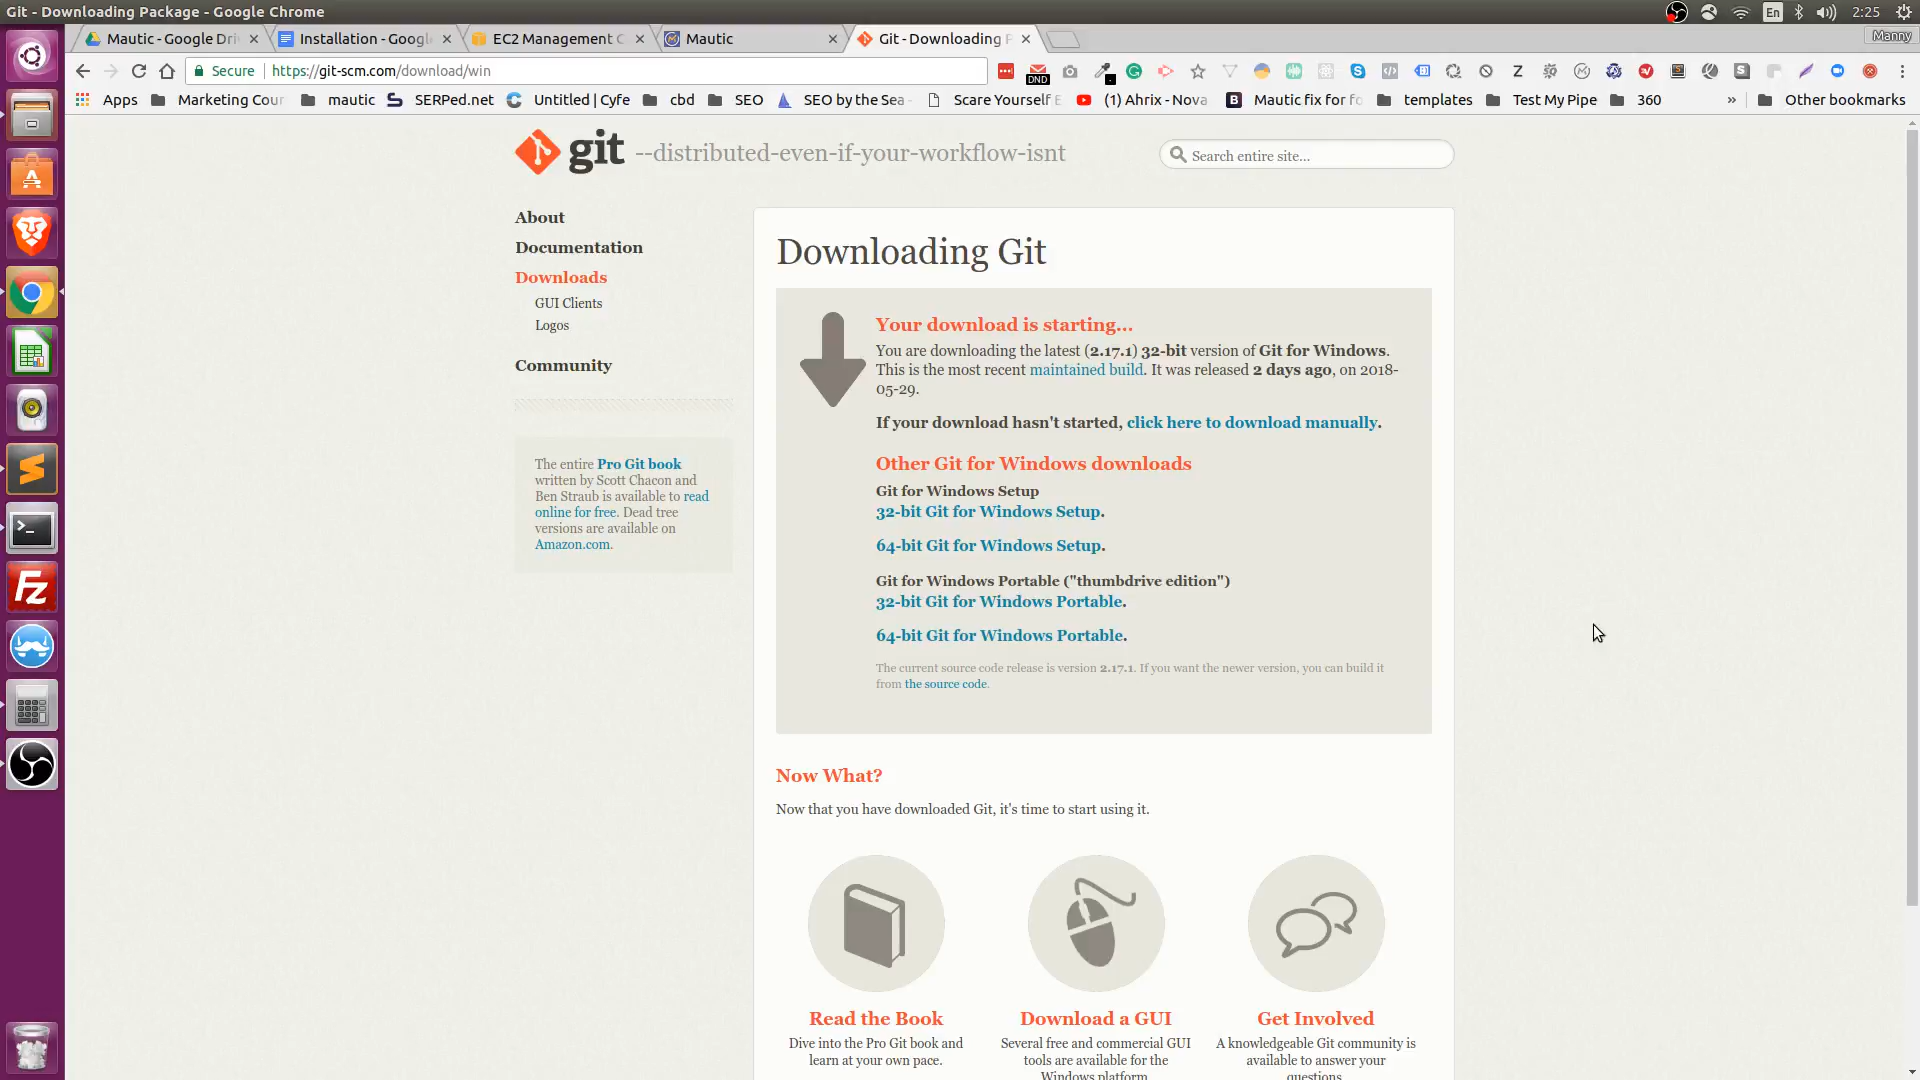 Git - Downloading Package - Google Chrome
En
2:25
Mautic - Google Dri
Installation - Google
EC2 Management C
Mautic
Git - Downloading P
Manny
Secure
https://git-scm.com/download/win
DND
Apps
Marketing Cour
mautic
SERPed.net
Untitled | Cyfe
cbd
SEO
SEO by the Sea
Scare Yourself E
(1) Ahrix - Nova
Mautic fix for fo
templates
Test My Pipe
360
»
Other bookmarks
git --distributed-even-if-your-workflow-isnt
Search entire site...
About
Documentation
Downloads
GUI Clients
Logos
Community
The entire Pro Git book
written by Scott Chacon and
Ben Straub is available to read
online for free. Dead tree
versions are available on
Amazon.com.
Downloading Git
Your download is starting...
You are downloading the latest (2.17.1) 32-bit version of Git for Windows.
This is the most recent maintained build. It was released 2 days ago, on 2018-
05-29.
If your download hasn't started, click here to download manually.
Other Git for Windows downloads
Git for Windows Setup
32-bit Git for Windows Setup.
64-bit Git for Windows Setup.
Git for Windows Portable ("thumbdrive edition")
32-bit Git for Windows Portable.
64-bit Git for Windows Portable.
The current source code release is version 2.17.1. If you want the newer version, you can build it
from the source code.
Now What?
Now that you have downloaded Git, it's time to start using it.
Read the Book
Dive into the Pro Git book and
learn at your own pace.
Download a GUI
Several free and commercial GUI
tools are available for the
Windows platform
Get Involved
A knowledgeable Git community is
available to answer your
questions.